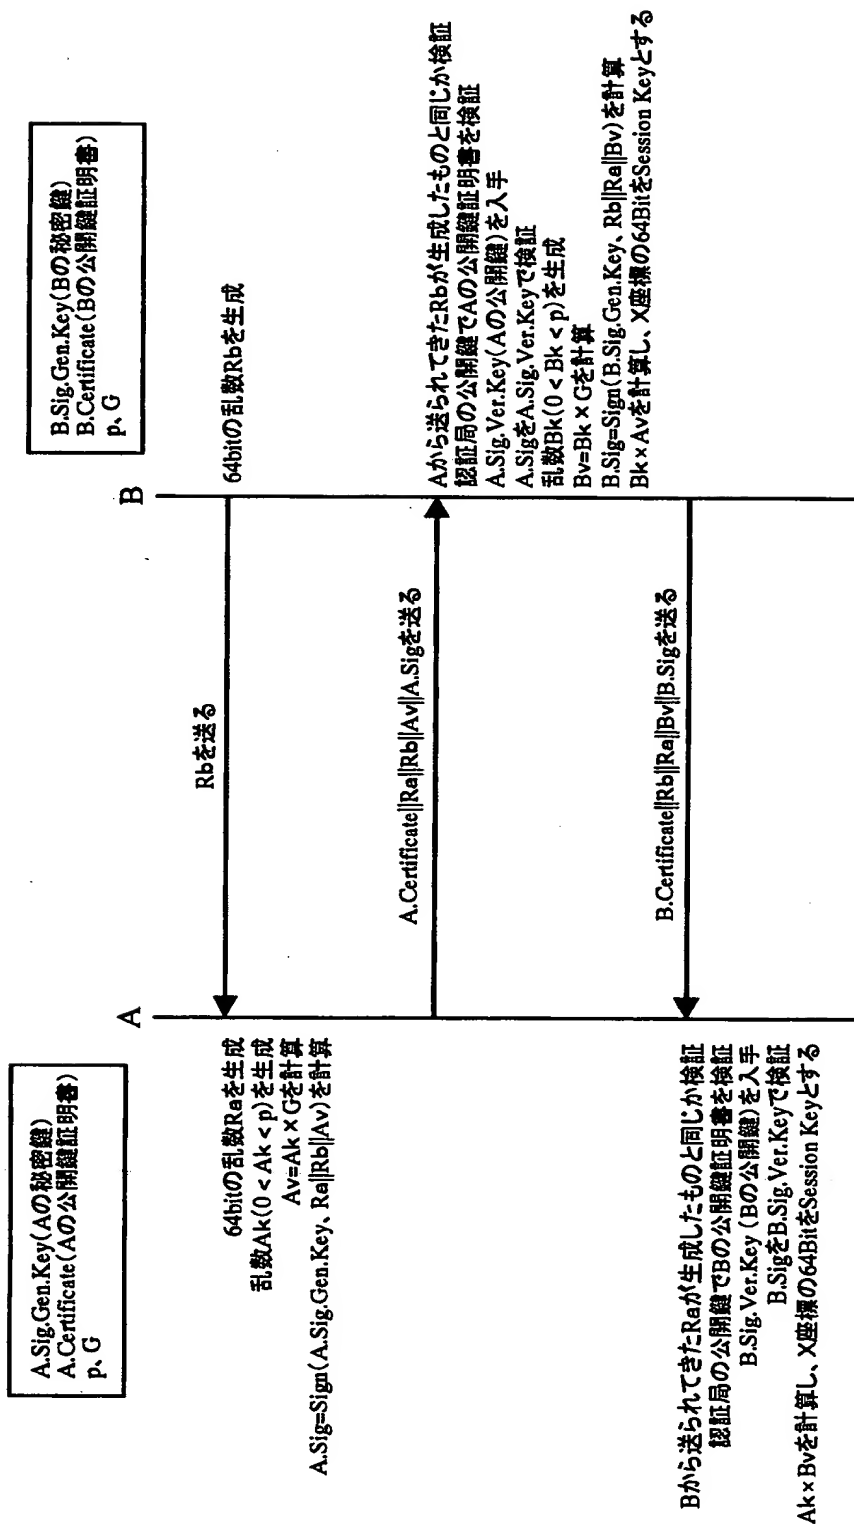 A.Sig.Gen.Key(Aの秘密鍵)
A.Certificate(Aの公開鍵証明書)
p、G
B.Sig.Gen.Key(Bの秘密鍵)
B.Certificate(Bの公開鍵証明書)
p、G
A
B
64bitの乱数Rbを生成
Rbを送る
64bitの乱数Raを生成
乱数Ak(0<Ak<p)を生成
Av=Ak×Gを計算
A.Sig=Sign(A.Sig.Gen.Key、Ra||Rb||Av)を計算
A.Certificate||Ra||Rb||Av||A.Sigを送る
Aから送られてきたRbが生成したものと同じか検証
認証局の公開鍵でAの公開鍵証明書を検証
A.Sig.Ver.Key(Aの公開鍵)を入手
A.SigをA.Sig.Ver.Keyで検証
乱数Bk(0<Bk<p)を生成
Bv=Bk×Gを計算
B.Sig=Sign(B.Sig.Gen.Key、Rb||Ra||Bv)を計算
Bk×Avを計算し、X座標の64BitをSession Keyとする
B.Certificate||Rb||Ra||Bv||B.Sigを送る
Bから送られてきたRaが生成したものと同じか検証
認証局の公開鍵でBの公開鍵証明書を検証
B.Sig.Ver.Key(Bの公開鍵)を入手
B.SigをB.Sig.Ver.Keyで検証
Ak×Bvを計算し、X座標の64BitをSession Keyとする